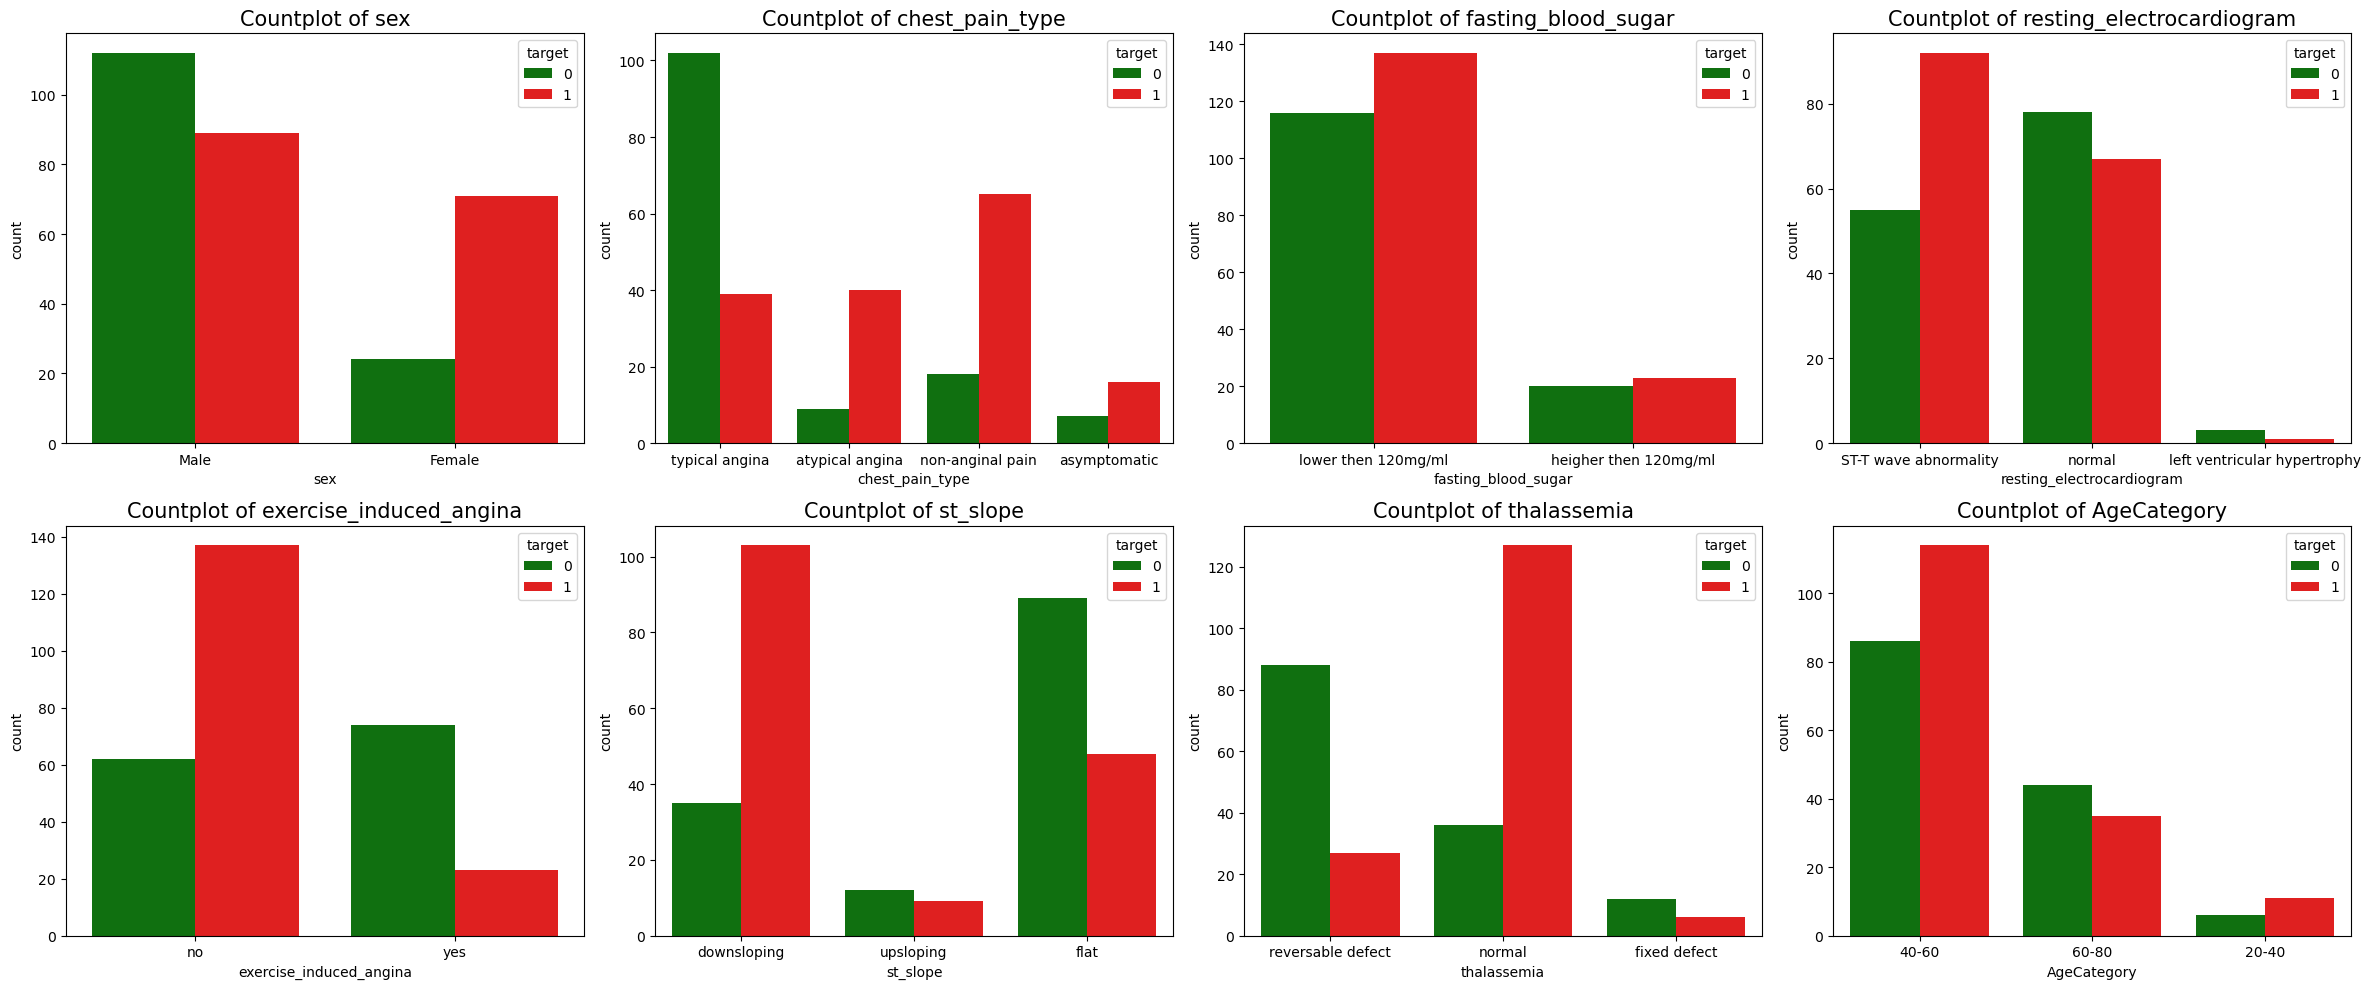 Countplot of sex
target
0
1
120
100
80
60
40
20
0
count
Male Female
sex
Countplot of chest_pain_type
target
0
1
100
80
60
40
20
0
count
typical angina atypical angina non-anginal pain asymptomatic
chest_pain_type
Countplot of fasting_blood_sugar
target
0
1
140
120
100
80
60
40
20
0
count
lower then 120mg/ml heigher then 120mg/ml
fasting_blood_sugar
Countplot of resting_electrocardiogram
target
0
1
80
60
40
20
0
count
ST-T wave abnormality normal left ventricular hypertrophy
resting_electrocardiogram
Countplot of exercise_induced_angina
target
0
1
140
120
100
80
60
40
20
0
count
no yes
exercise_induced_angina
Countplot of st_slope
target
0
1
100
80
60
40
20
0
count
downsloping upsloping flat
st_slope
Countplot of thalassemia
target
0
1
120
100
80
60
40
20
0
count
reversable defect normal fixed defect
thalassemia
Countplot of AgeCategory
target
0
1
100
80
60
40
20
0
count
40-60 60-80 20-40
AgeCategory